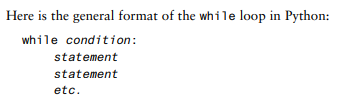 Here is the general format of the while loop in Python:
while condition:
statement
statement
etc.